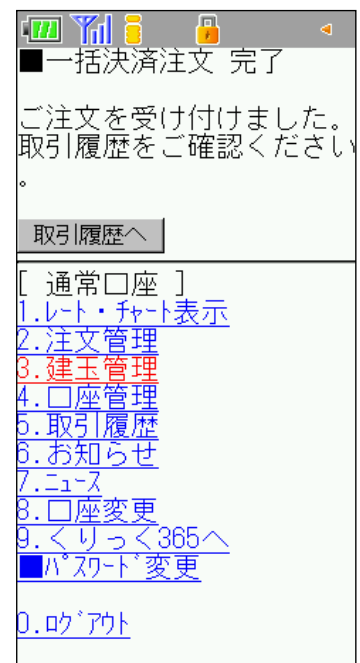 ■一括決済注文 完了
ご注文を受け付けました。
取引履歴をご確認ください
。
取引履歴へ
[ 通常口座 ]
1.ﾚｰﾄ・ﾁｬｰﾄ表示
2.注文管理
3.建玉管理
4.口座管理
5.取引履歴
6.お知らせ
7.ﾆｭｰｽ
8.口座変更
9.くりっく365へ
■ﾊﾟｽﾜｰﾄﾞ変更
0.ﾛｸﾞｱｳﾄ